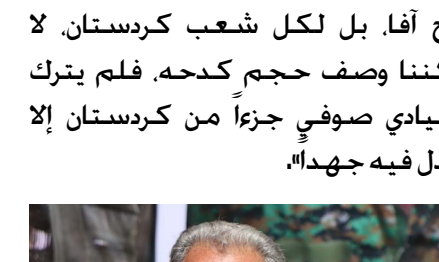 ح آفا، بل لكل شعب كردستان، لا
كننا وصف حجم كدحه، فلم يترك
يادي صوفي جزءاً من كردستان إلا
دل فيه جهداً".